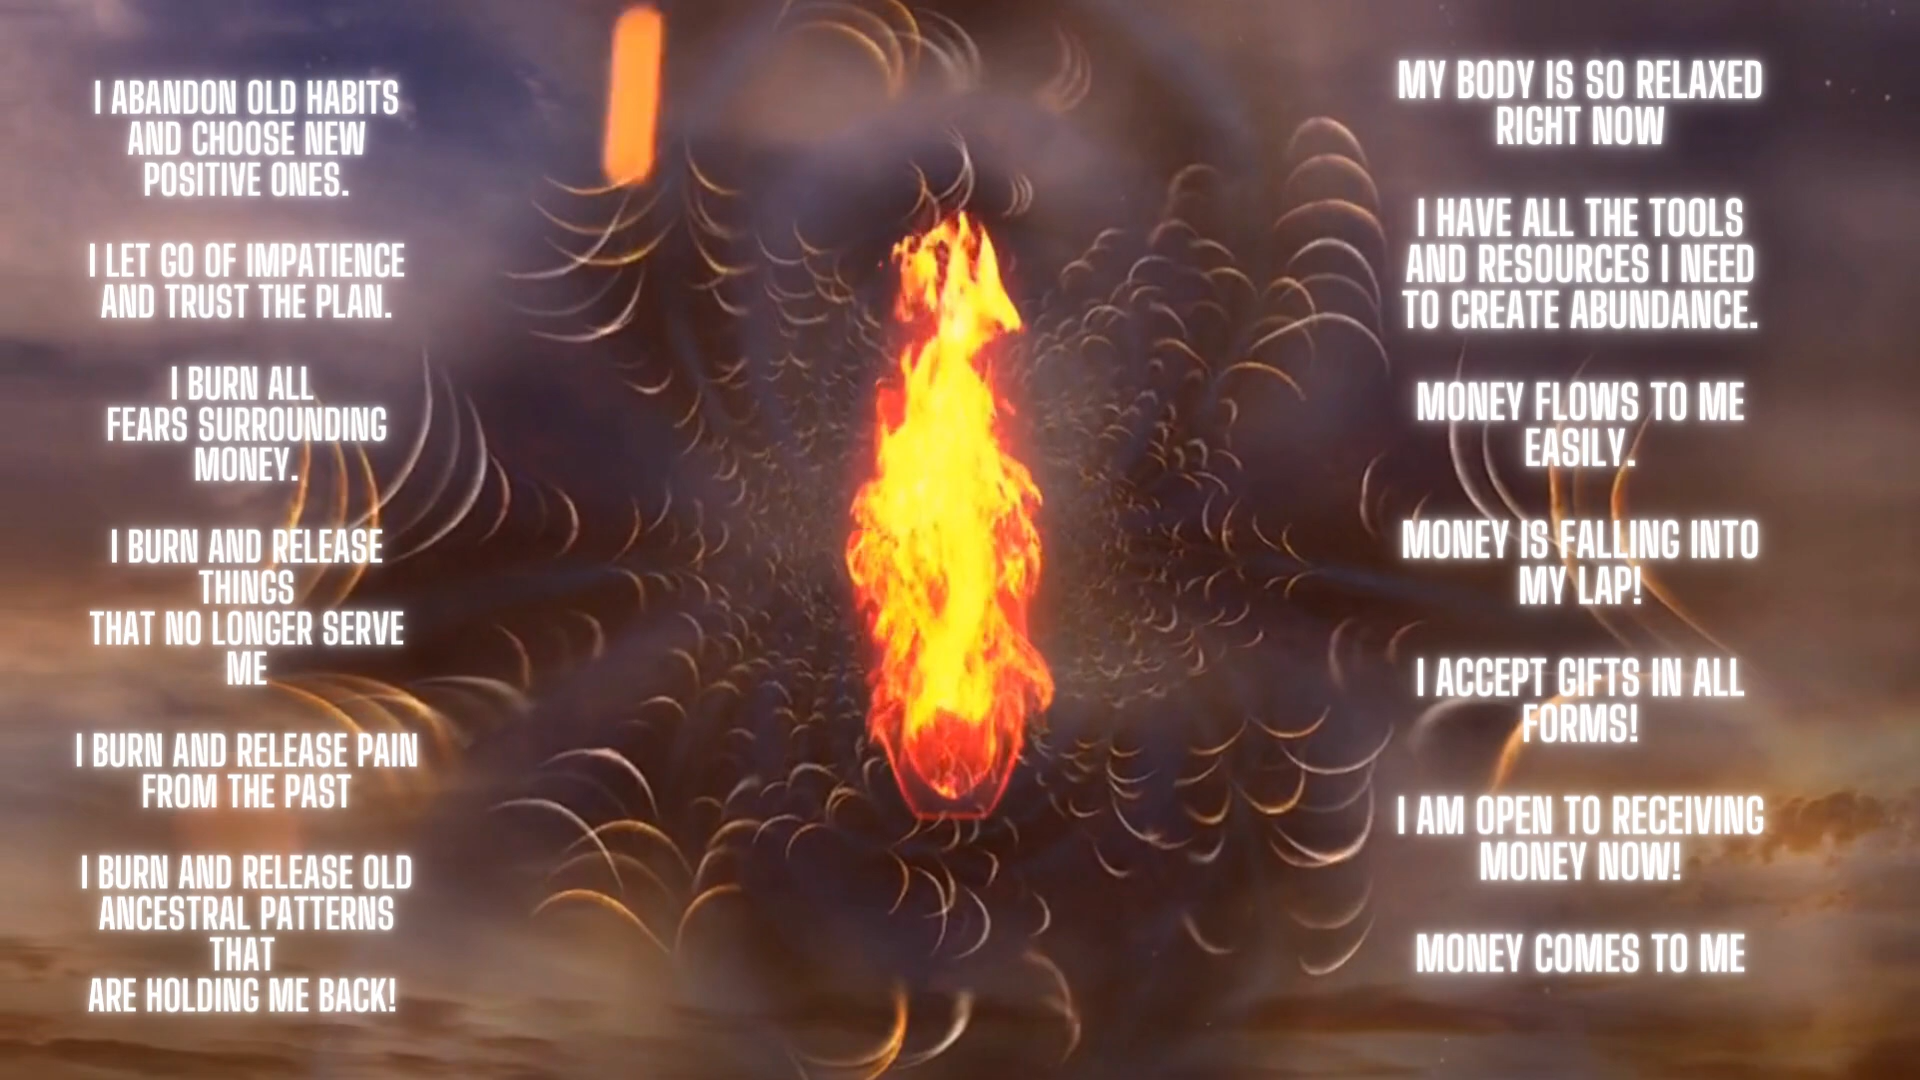 I ABANDON OLD HABITS
AND CHOOSE NEW
POSITIVE ONES.
I LET GO OF IMPATIENCE
AND TRUST THE PLAN.
I BURN ALL
FEARS SURROUNDING
MONEY.
I BURN AND RELEASE
THINGS
THAT NO LONGER SERVE
ME
I BURN AND RELEASE PAIN
FROM THE PAST
I BURN AND RELEASE OLD
ANCESTRAL PATTERNS
THAT
ARE HOLDING ME BACK!
MY BODY IS SO RELAXED
RIGHT NOW
I HAVE ALL THE TOOLS
AND RESOURCES I NEED
TO CREATE ABUNDANCE.
MONEY FLOWS TO ME
EASILY.
MONEY IS FALLING INTO
MY LAP!
I ACCEPT GIFTS IN ALL
FORMS!
I AM OPEN TO RECEIVING
MONEY NOW!
MONEY COMES TO ME